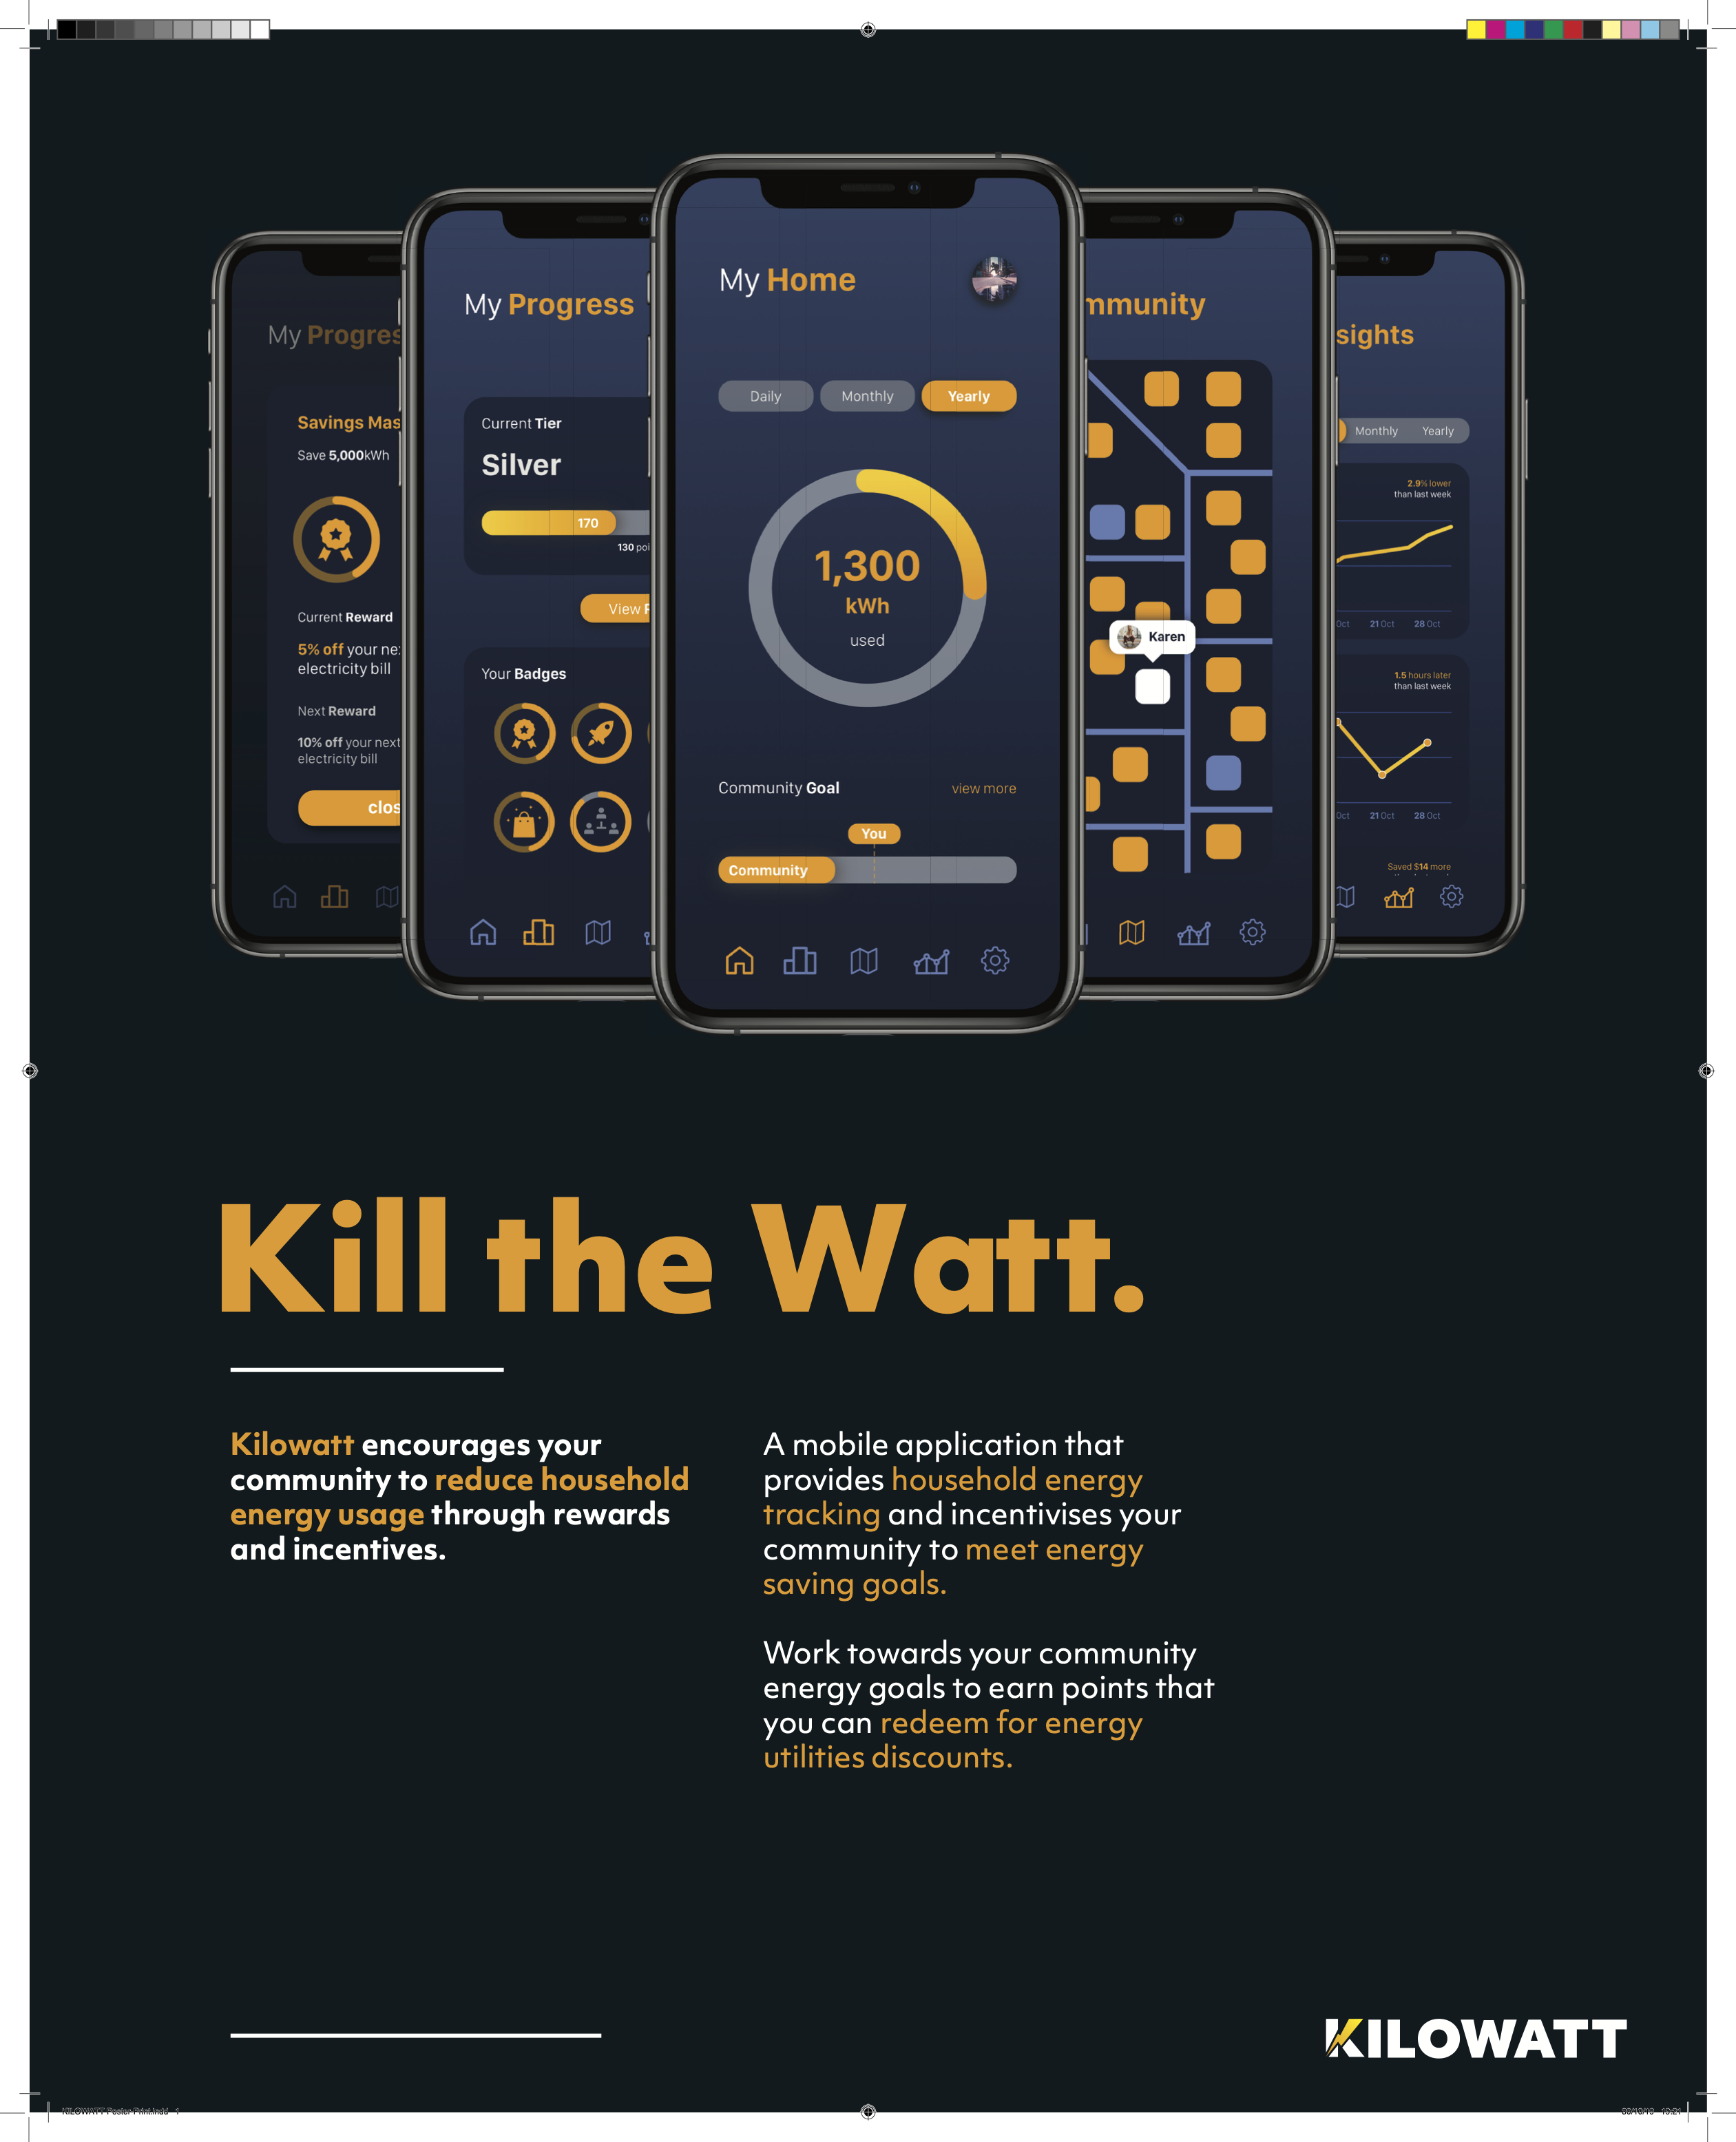 My Progres
Savings Mas
Save 5,000kWh
Current Reward
5% off your nex
electricity bill
Next Reward
10% off your next
electricity bill
clos
My Progress
Current Tier
Silver
170
130 poi
View R
Your Badges
My Home
Daily Monthly Yearly
1,300
kWh
used
Community Goal view more
You
Community
mmunity
Karen
sights
Monthly Yearly
2.9% lower
than last week
Oct 21 Oct 28 Oct
1.5 hours later
than last week
Oct 21 Oct 28 Oct
Saved $14 more
Kill the Watt.
Kilowatt encourages your
community to reduce household
energy usage through rewards
and incentives.
A mobile application that
provides household energy
tracking and incentivises your
community to meet energy
saving goals.
Work towards your community
energy goals to earn points that
you can redeem for energy
utilities discounts.
KILOWATT
KILOWATT Poster Print.indd 1